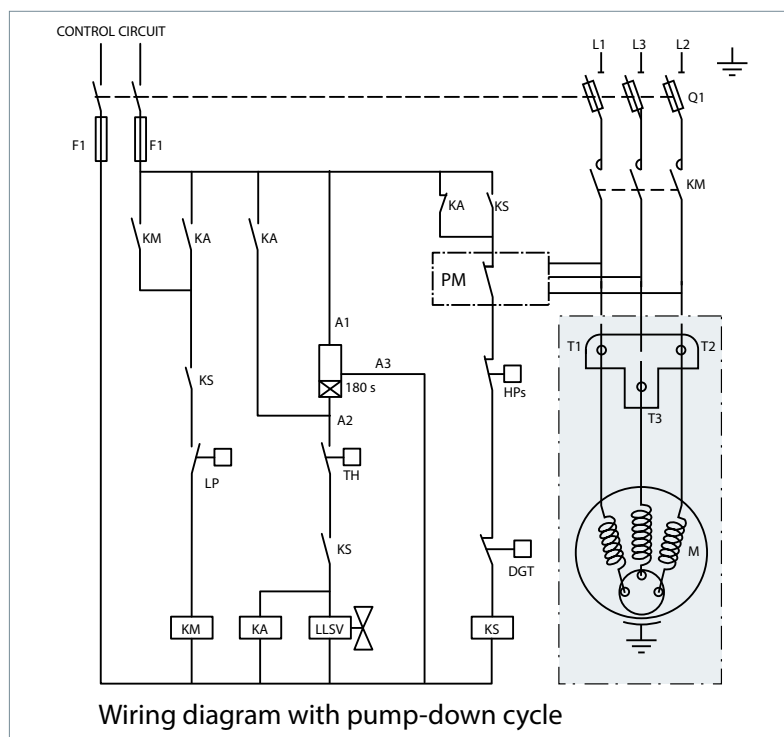 CONTROL CIRCUIT
L1 L3 L2
Q1
F1 F1
KM
KA KS
KM KA KA
PM
A1
T1 T2
A3
KS 180 s HPs
A2 T3
LP TH
M
KS
DGT
KM KA LLSV KS
Wiring diagram with pump-down cycle